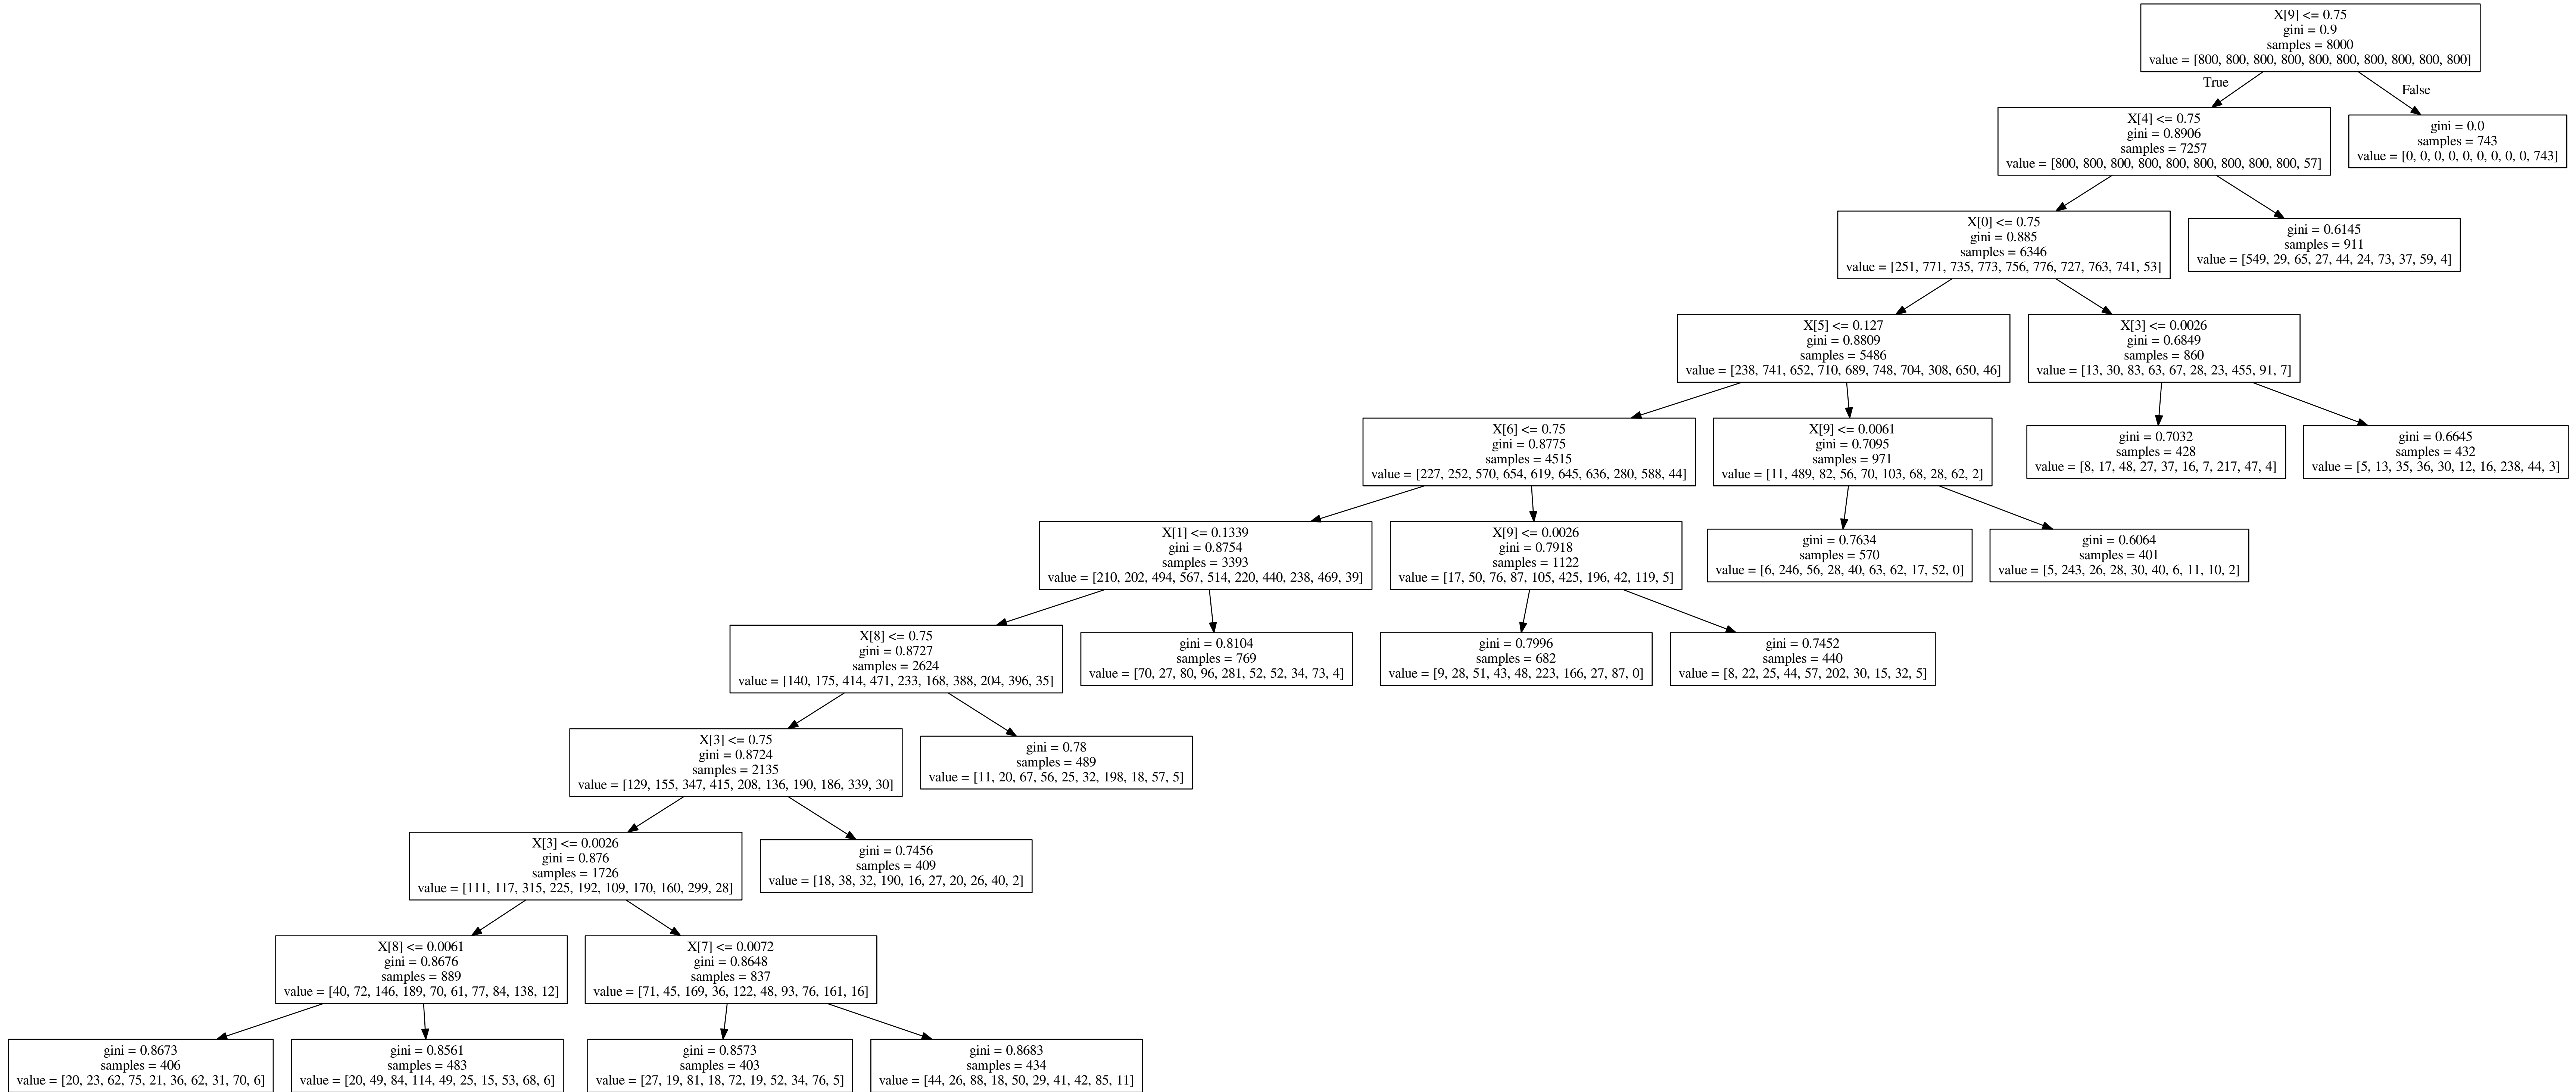 X[9] <= 0.75
gini = 0.9
samples = 8000
value = [800, 800, 800, 800, 800, 800, 800, 800, 800, 800]
True
False
X[4] <= 0.75
gini = 0.8906
samples = 7257
value = [800, 800, 800, 800, 800, 800, 800, 800, 800, 57]
gini = 0.0
samples = 743
value = [0, 0, 0, 0, 0, 0, 0, 0, 0, 743]
X[0] <= 0.75
gini = 0.885
samples = 6346
value = [251, 771, 735, 773, 756, 776, 727, 763, 741, 53]
gini = 0.6145
samples = 911
value = [549, 29, 65, 27, 44, 24, 73, 37, 59, 4]
X[5] <= 0.127
gini = 0.8809
samples = 5486
value = [238, 741, 652, 710, 689, 748, 704, 308, 650, 46]
X[3] <= 0.0026
gini = 0.6849
samples = 860
value = [13, 30, 83, 63, 67, 28, 23, 455, 91, 7]
X[6] <= 0.75
gini = 0.8775
samples = 4515
value = [227, 252, 570, 654, 619, 645, 636, 280, 588, 44]
X[9] <= 0.0061
gini = 0.7095
samples = 971
value = [11, 489, 82, 56, 70, 103, 68, 28, 62, 2]
gini = 0.7032
samples = 428
value = [8, 17, 48, 27, 37, 16, 7, 217, 47, 4]
gini = 0.6645
samples = 432
value = [5, 13, 35, 36, 30, 12, 16, 238, 44, 3]
X[1] <= 0.1339
gini = 0.8754
samples = 3393
value = [210, 202, 494, 567, 514, 220, 440, 238, 469, 39]
X[9] <= 0.0026
gini = 0.7918
samples = 1122
value = [17, 50, 76, 87, 105, 425, 196, 42, 119, 5]
gini = 0.7634
samples = 570
value = [6, 246, 56, 28, 40, 63, 62, 17, 52, 0]
gini = 0.6064
samples = 401
value = [5, 243, 26, 28, 30, 40, 6, 11, 10, 2]
X[8] <= 0.75
gini = 0.8727
samples = 2624
value = [140, 175, 414, 471, 233, 168, 388, 204, 396, 35]
gini = 0.8104
samples = 769
value = [70, 27, 80, 96, 281, 52, 52, 34, 73, 4]
gini = 0.7996
samples = 682
value = [9, 28, 51, 43, 48, 223, 166, 27, 87, 0]
gini = 0.7452
samples = 440
value = [8, 22, 25, 44, 57, 202, 30, 15, 32, 5]
X[3] <= 0.75
gini = 0.8724
samples = 2135
value = [129, 155, 347, 415, 208, 136, 190, 186, 339, 30]
gini = 0.78
samples = 489
value = [11, 20, 67, 56, 25, 32, 198, 18, 57, 5]
X[3] <= 0.0026
gini = 0.876
samples = 1726
value = [111, 117, 315, 225, 192, 109, 170, 160, 299, 28]
gini = 0.7456
samples = 409
value = [18, 38, 32, 190, 16, 27, 20, 26, 40, 2]
X[8] <= 0.0061
gini = 0.8676
samples = 889
value = [40, 72, 146, 189, 70, 61, 77, 84, 138, 12]
X[7] <= 0.0072
gini = 0.8648
samples = 837
value = [71, 45, 169, 36, 122, 48, 93, 76, 161, 16]
gini = 0.8673
samples = 406
value = [20, 23, 62, 75, 21, 36, 62, 31, 70, 6]
gini = 0.8561
samples = 483
value = [20, 49, 84, 114, 49, 25, 15, 53, 68, 6]
gini = 0.8573
samples = 403
value = [27, 19, 81, 18, 72, 19, 52, 34, 76, 5]
gini = 0.8683
samples = 434
value = [44, 26, 88, 18, 50, 29, 41, 42, 85, 11]